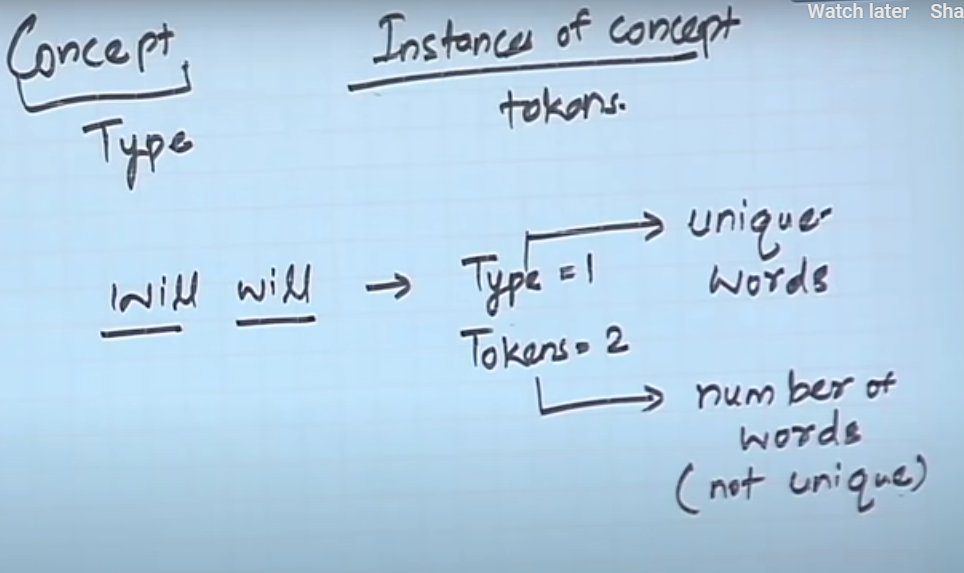 Watch later Sha
Concept Instances of concept
Type tokens.
will will → Type = 1 → unique words
Tokens = 2 → number of words (not unique)